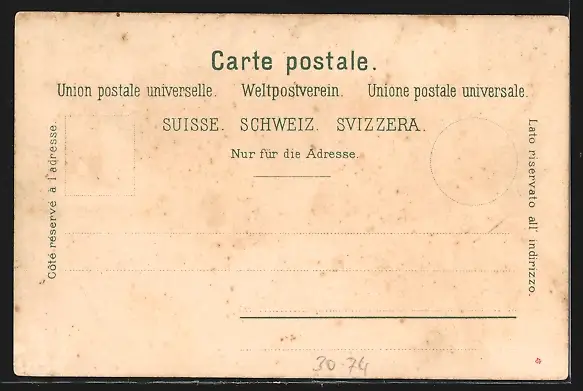 Carte postale.
Union postale universelle. Weltpostverein. Unione postale universale.
SUISSE. SCHWEIZ. SVIZZERA.
Nur für die Adresse.
Côté réservé à l'adresse.
Lato riservato all' indirizzo.
30-74